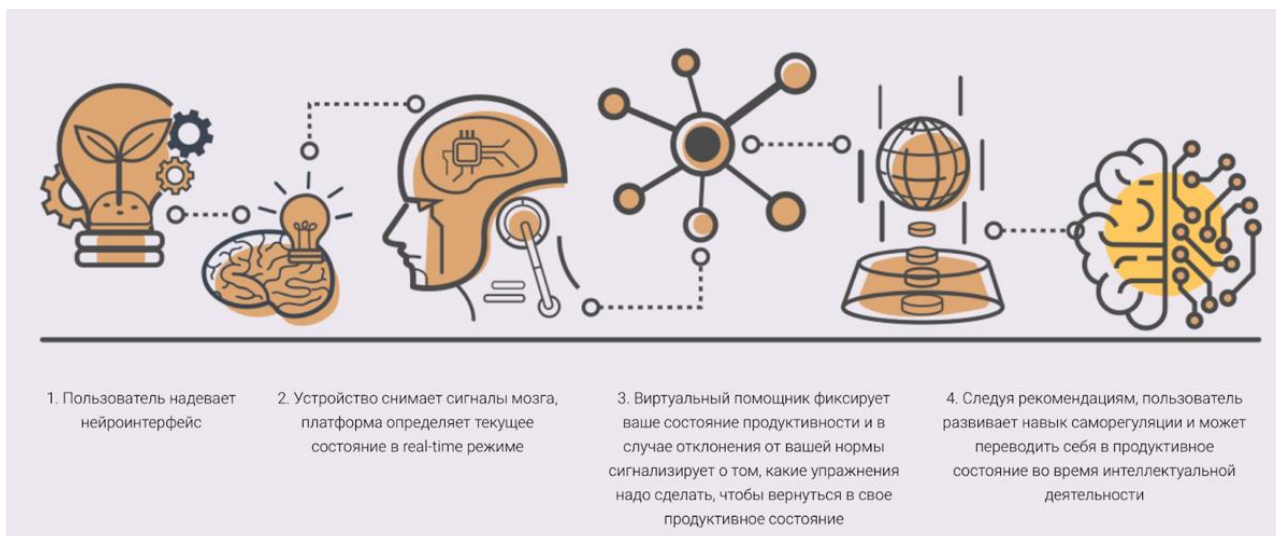 1. Пользователь надевает
нейроинтерфейс
2. Устройство снимает сигналы мозга,
платформа определяет текущее
состояние в real-time режиме
3. Виртуальный помощник фиксирует
ваше состояние продуктивности и в
случае отклонения от вашей нормы
сигнализирует о том, какие упражнения
надо сделать, чтобы вернуться в свое
продуктивное состояние
4. Следуя рекомендациям, пользователь
развивает навык саморегуляции и может
переводить себя в продуктивное
состояние во время интеллектуальной
деятельности